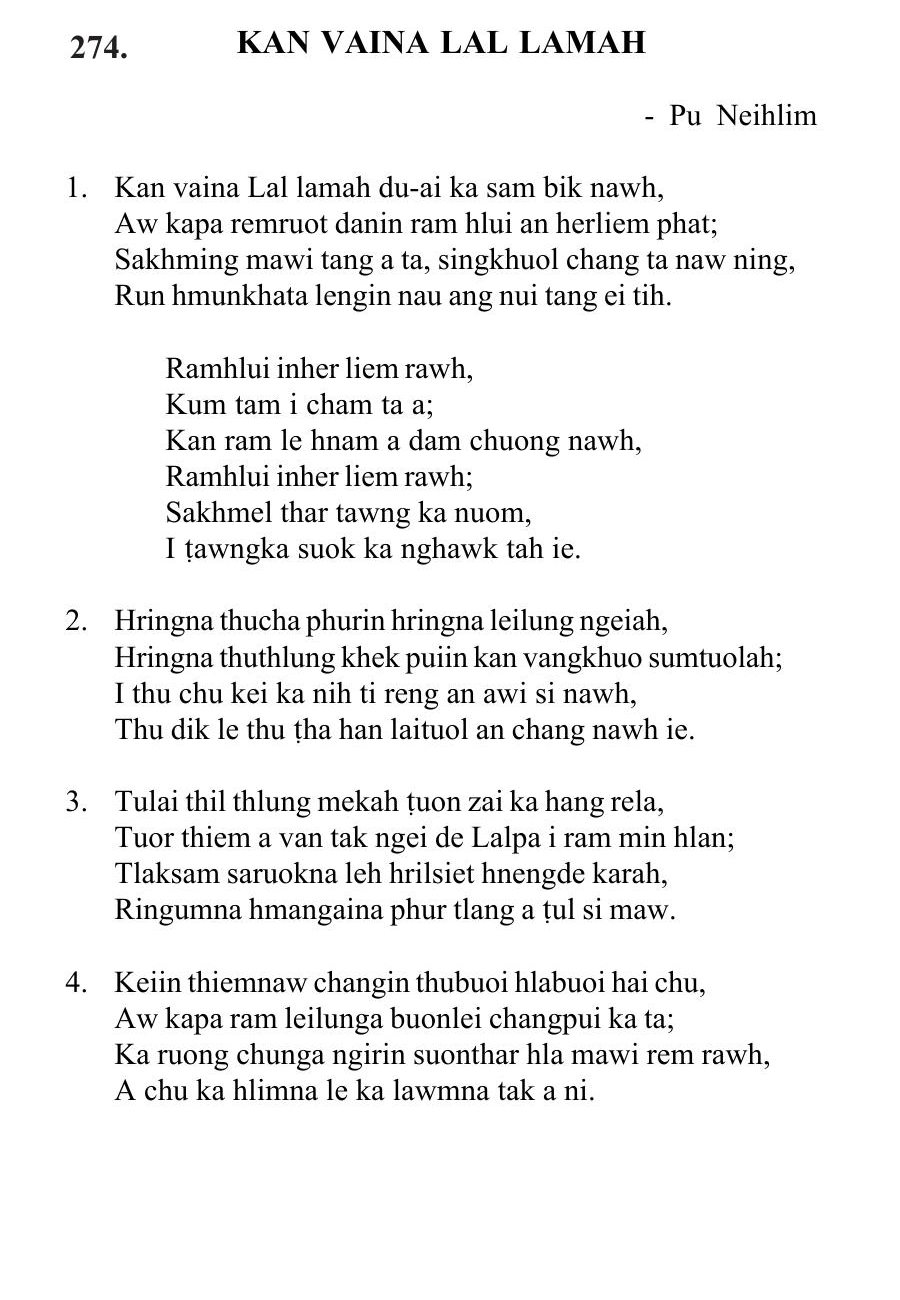 274. KAN VAINA LAL LAMAH
- Pu Neihlim
1. Kan vaina Lal lamah du-ai ka sam bik nawh,
Aw kapa remruot danin ram hlui an herliem phat;
Sakhming mawi tang a ta, singkhuol chang ta naw ning,
Run hmunkhata lengin nau ang nui tang ei tih.
Ramhlui inher liem rawh,
Kum tam i cham ta a;
Kan ram le hnam a dam chuong nawh,
Ramhlui inher liem rawh;
Sakhmel thar tawng ka nuom,
I ṭawngka suok ka nghawk tah ie.
2. Hringna thucha phurin hringna leilung ngeiah,
Hringna thuthlung khek puiin kan vangkhuo sumtuolah;
I thu chu kei ka nih ti reng an awi si nawh,
Thu dik le thu ṭha han laituol an chang nawh ie.
3. Tulai thil thlung mekah ṭuon zai ka hang rela,
Tuor thiem a van tak ngei de Lalpa i ram min hlan;
Tlaksam saruokna leh hrilsiet hnengde karah,
Ringumna hmangaina phur tlang a ṭul si maw.
4. Keiin thiemnaw changin thubuoi hlabuoi hai chu,
Aw kapa ram leilunga buonlei changpui ka ta;
Ka ruong chunga ngirin suonthar hla mawi rem rawh,
A chu ka hlimna le ka lawmna tak a ni.